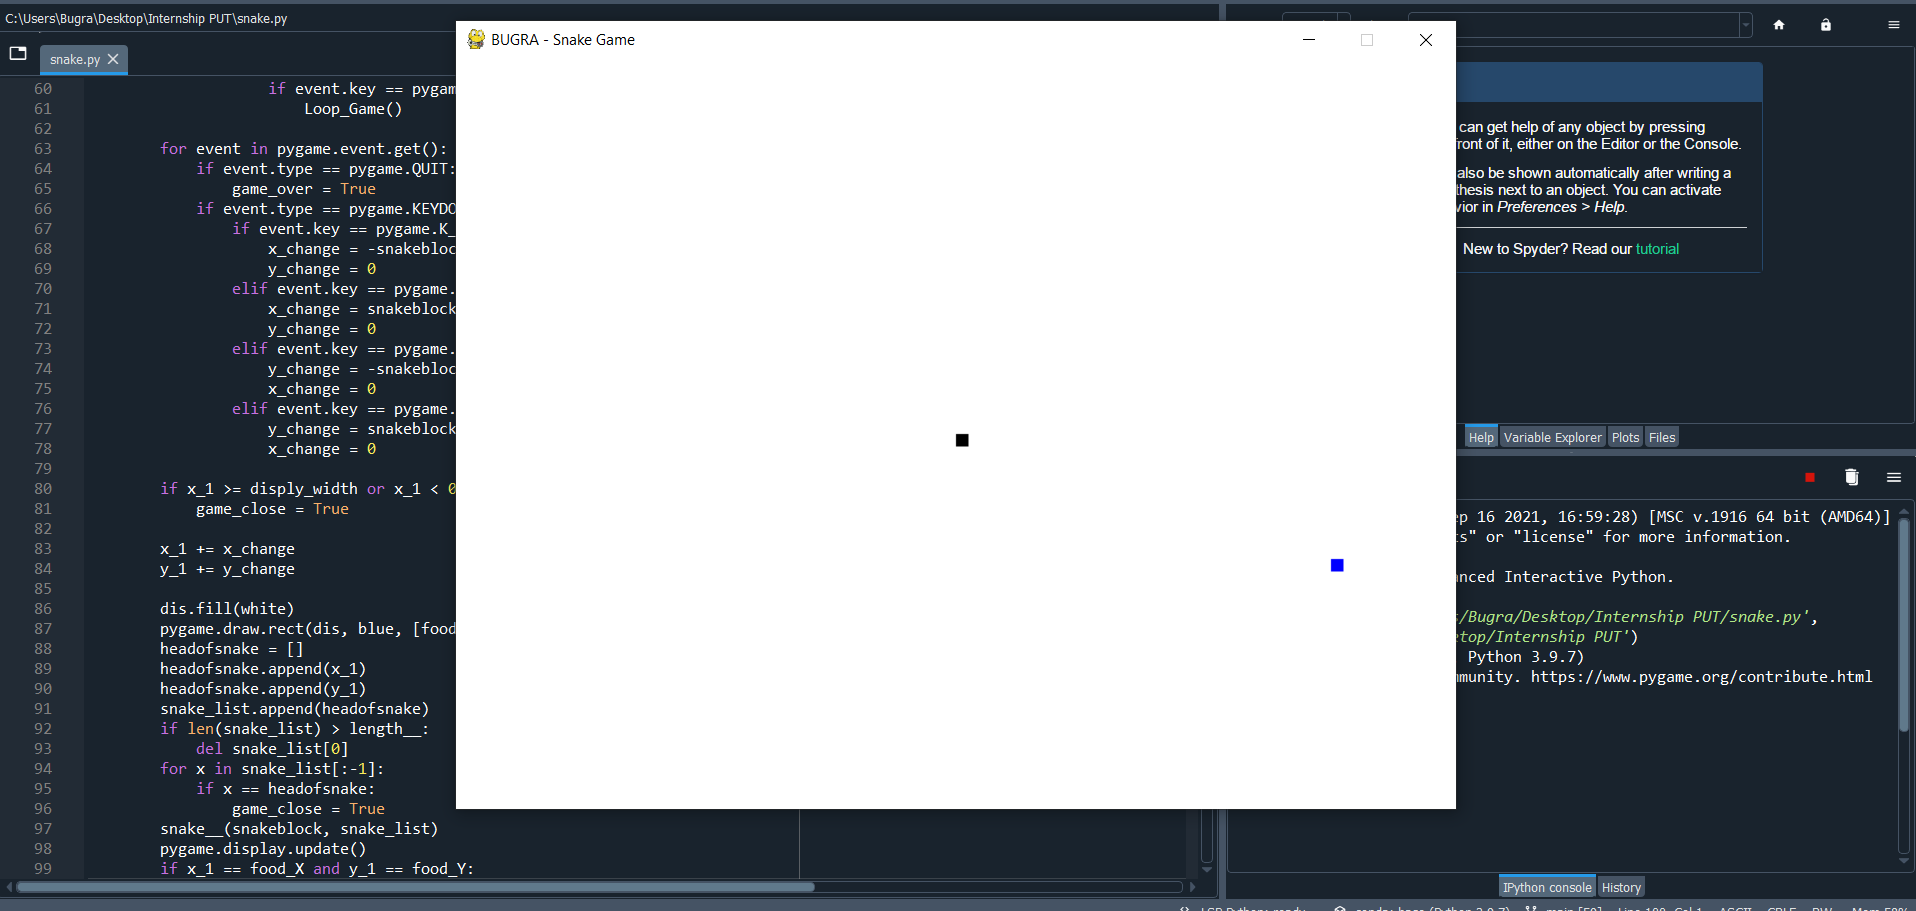 C:\Users\Bugra\Desktop\Internship PUT\snake.py
snake.py
60 if event.key == pygam
61 Loop_Game()
62
63 for event in pygame.event.get():
64 if event.type == pygame.QUIT:
65 game_over = True
66 if event.type == pygame.KEYDO
67 if event.key == pygame.K_
68 x_change = -snakebloc
69 y_change = 0
70 elif event.key == pygame.
71 x_change = snakeblock
72 y_change = 0
73 elif event.key == pygame.
74 y_change = -snakebloc
75 x_change = 0
76 elif event.key == pygame.
77 y_change = snakeblock
78 x_change = 0
79
80 if x_1 >= disply_width or x_1 < 0
81 game_close = True
82
83 x_1 += x_change
84 y_1 += y_change
85
86 dis.fill(white)
87 pygame.draw.rect(dis, blue, [food
88 headofsnake = []
89 headofsnake.append(x_1)
90 headofsnake.append(y_1)
91 snake_list.append(headofsnake)
92 if len(snake_list) > length__:
93 del snake_list[0]
94 for x in snake_list[:-1]:
95 if x == headofsnake:
96 game_close = True
97 snake__(snakeblock, snake_list)
98 pygame.display.update()
99 if x_1 == food_X and y_1 == food_Y:
BUGRA - Snake Game
can get help of any object by pressing
front of it, either on the Editor or the Console.
also be shown automatically after writing a
thesis next to an object. You can activate
vior in Preferences > Help.
New to Spyder? Read our tutorial
Help Variable Explorer Plots Files
ep 16 2021, 16:59:28) [MSC v.1916 64 bit (AMD64)]
ts" or "license" for more information.
nced Interactive Python.
s/Bugra/Desktop/Internship PUT/snake.py',
ktop/Internship PUT')
Python 3.9.7)
mmunity. https://www.pygame.org/contribute.html
IPython console History